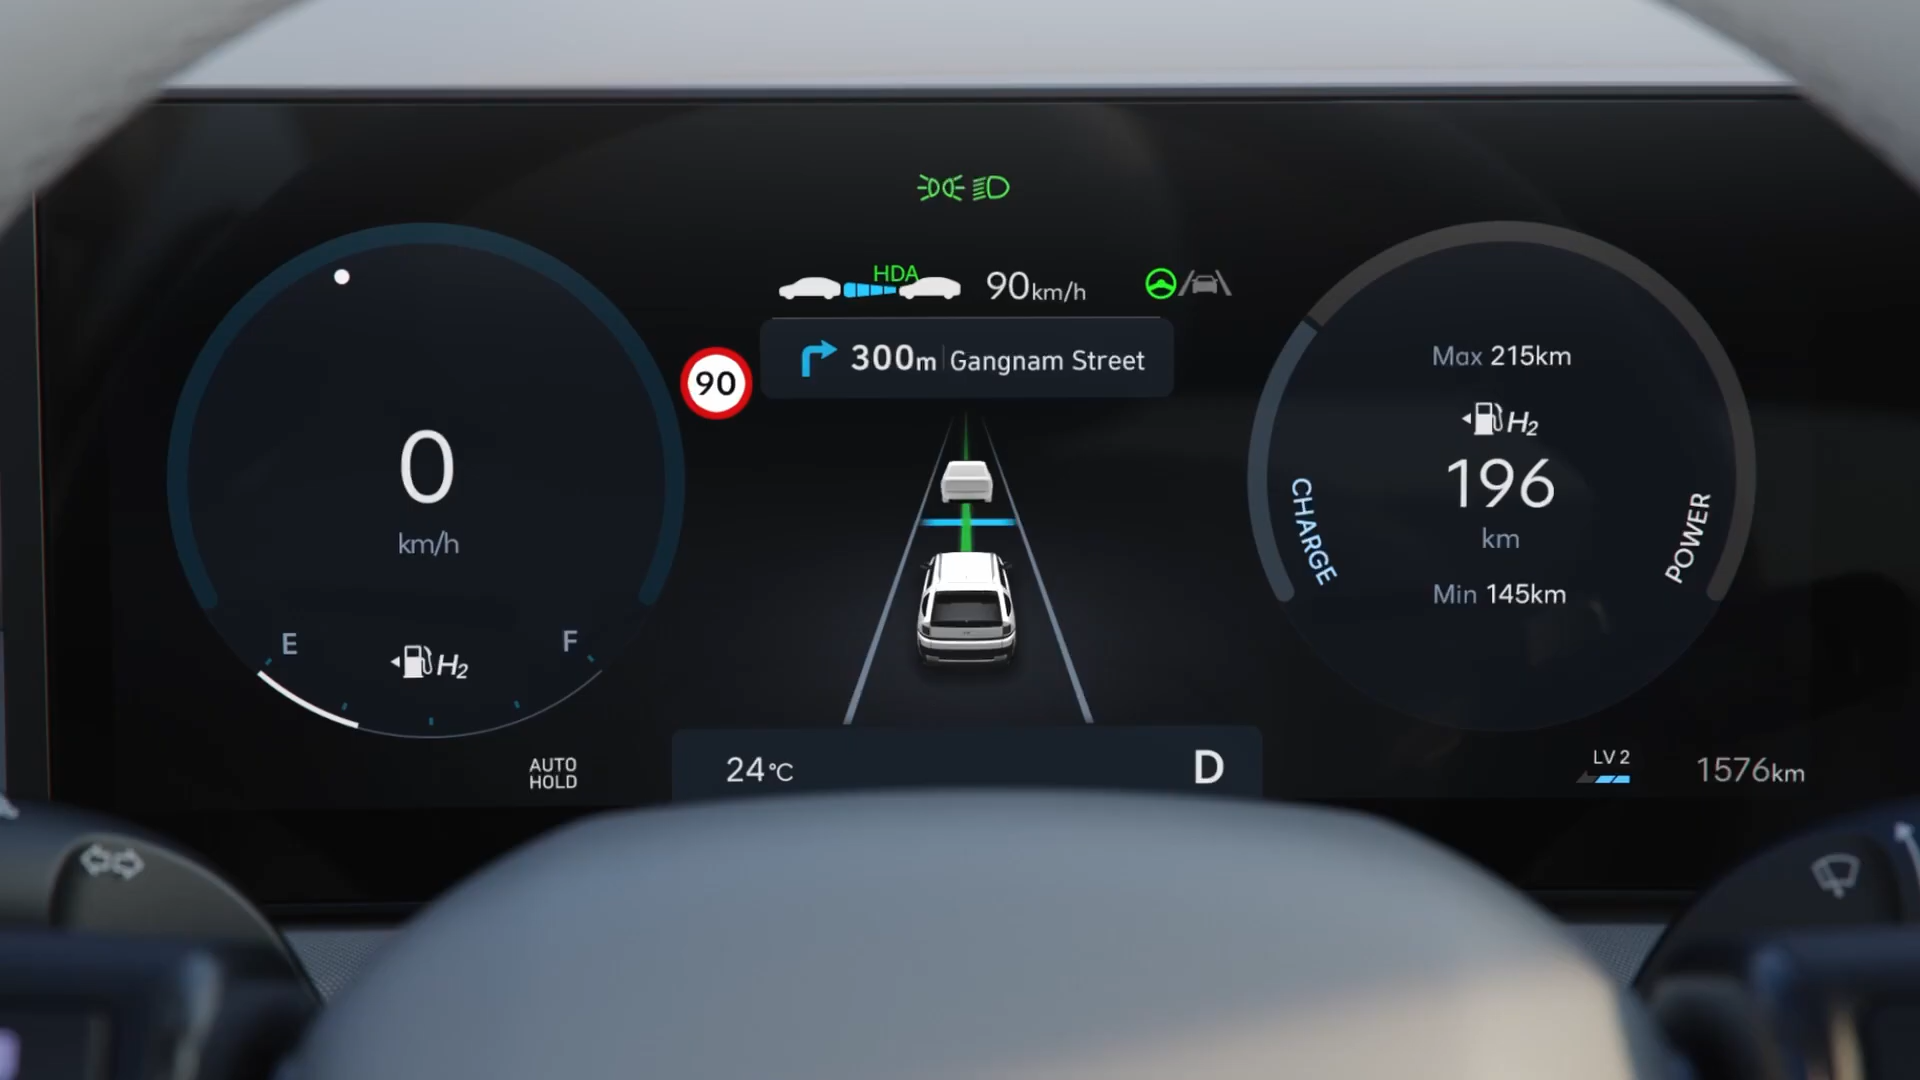 HDA
90km/h
90
300m Gangnam Street
0
km/h
E
F
H2
Max 215km
H2
196
km
Min 145km
CHARGE
POWER
AUTO
HOLD
24°C
D
LV 2
1576km